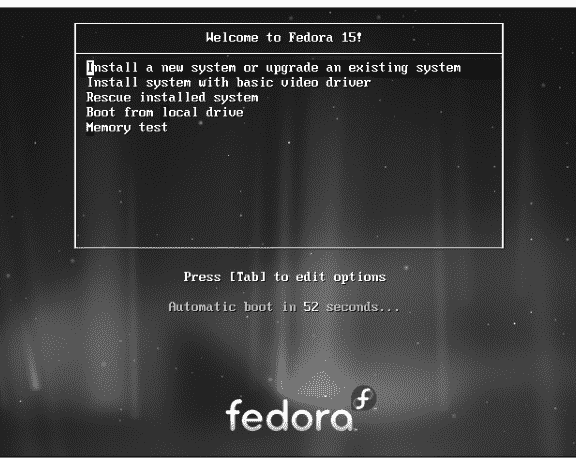 Welcome to Fedora 15!
Install a new system or upgrade an existing system
Install system with basic video driver
Rescue installed system
Boot from local drive
Memory test
Press [Tab] to edit options
Automatic boot in 52 seconds...
fedora